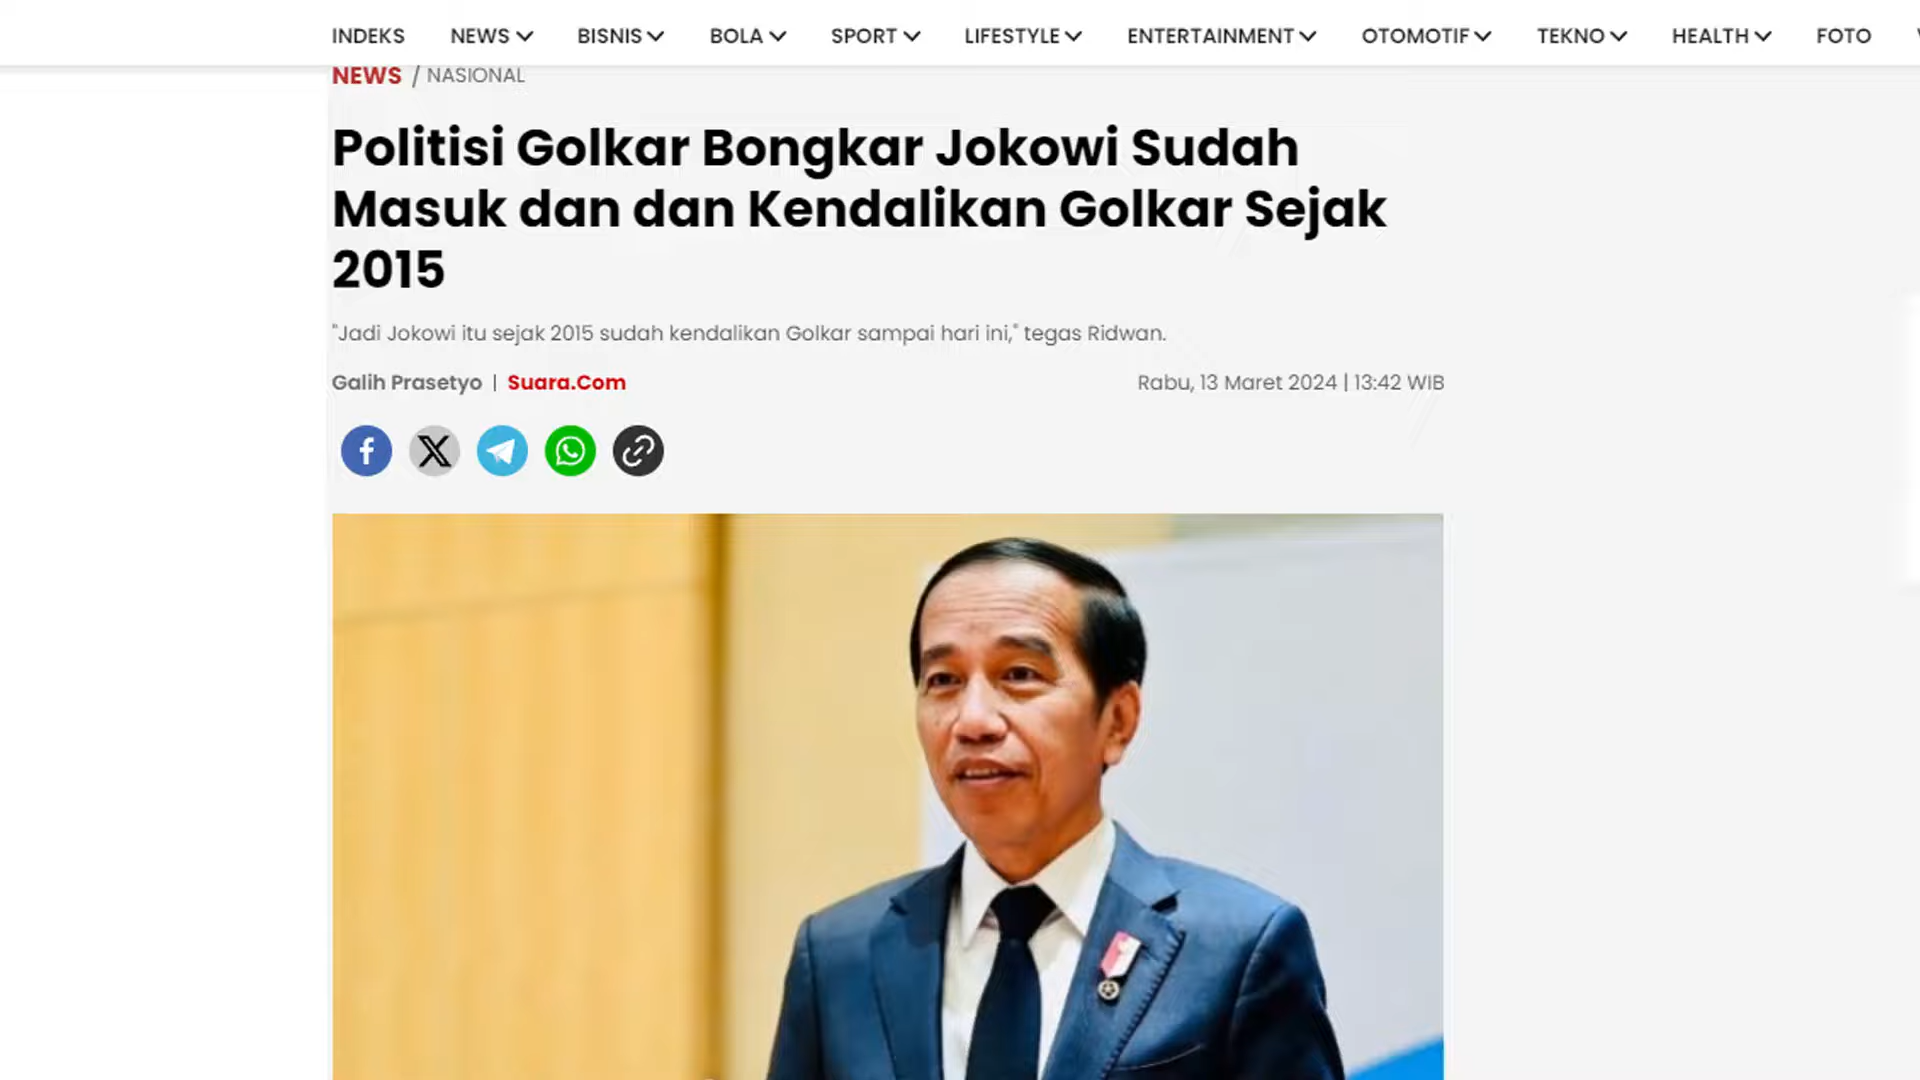 INDEKS NEWS BISNIS BOLA SPORT LIFESTYLE ENTERTAINMENT OTOMOTIF TEKNO HEALTH FOTO
NEWS / NASIONAL
Politisi Golkar Bongkar Jokowi Sudah
Masuk dan dan Kendalikan Golkar Sejak
2015
"Jadi Jokowi itu sejak 2015 sudah kendalikan Golkar sampai hari ini," tegas Ridwan.
Galih Prasetyo | Suara.Com
Rabu, 13 Maret 2024 | 13:42 WIB